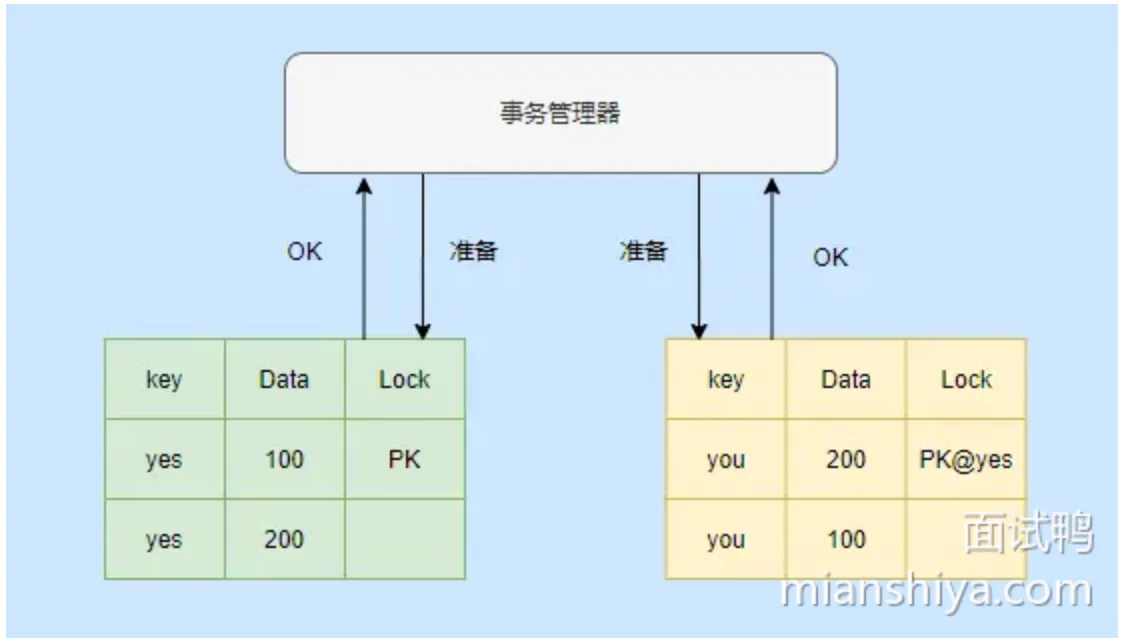 事务管理器
OK 准备 准备 OK
key Data Lock key Data Lock
yes 100 PK you 200 PK@yes
yes 200 you 100
面试鸭
mianshiya.com